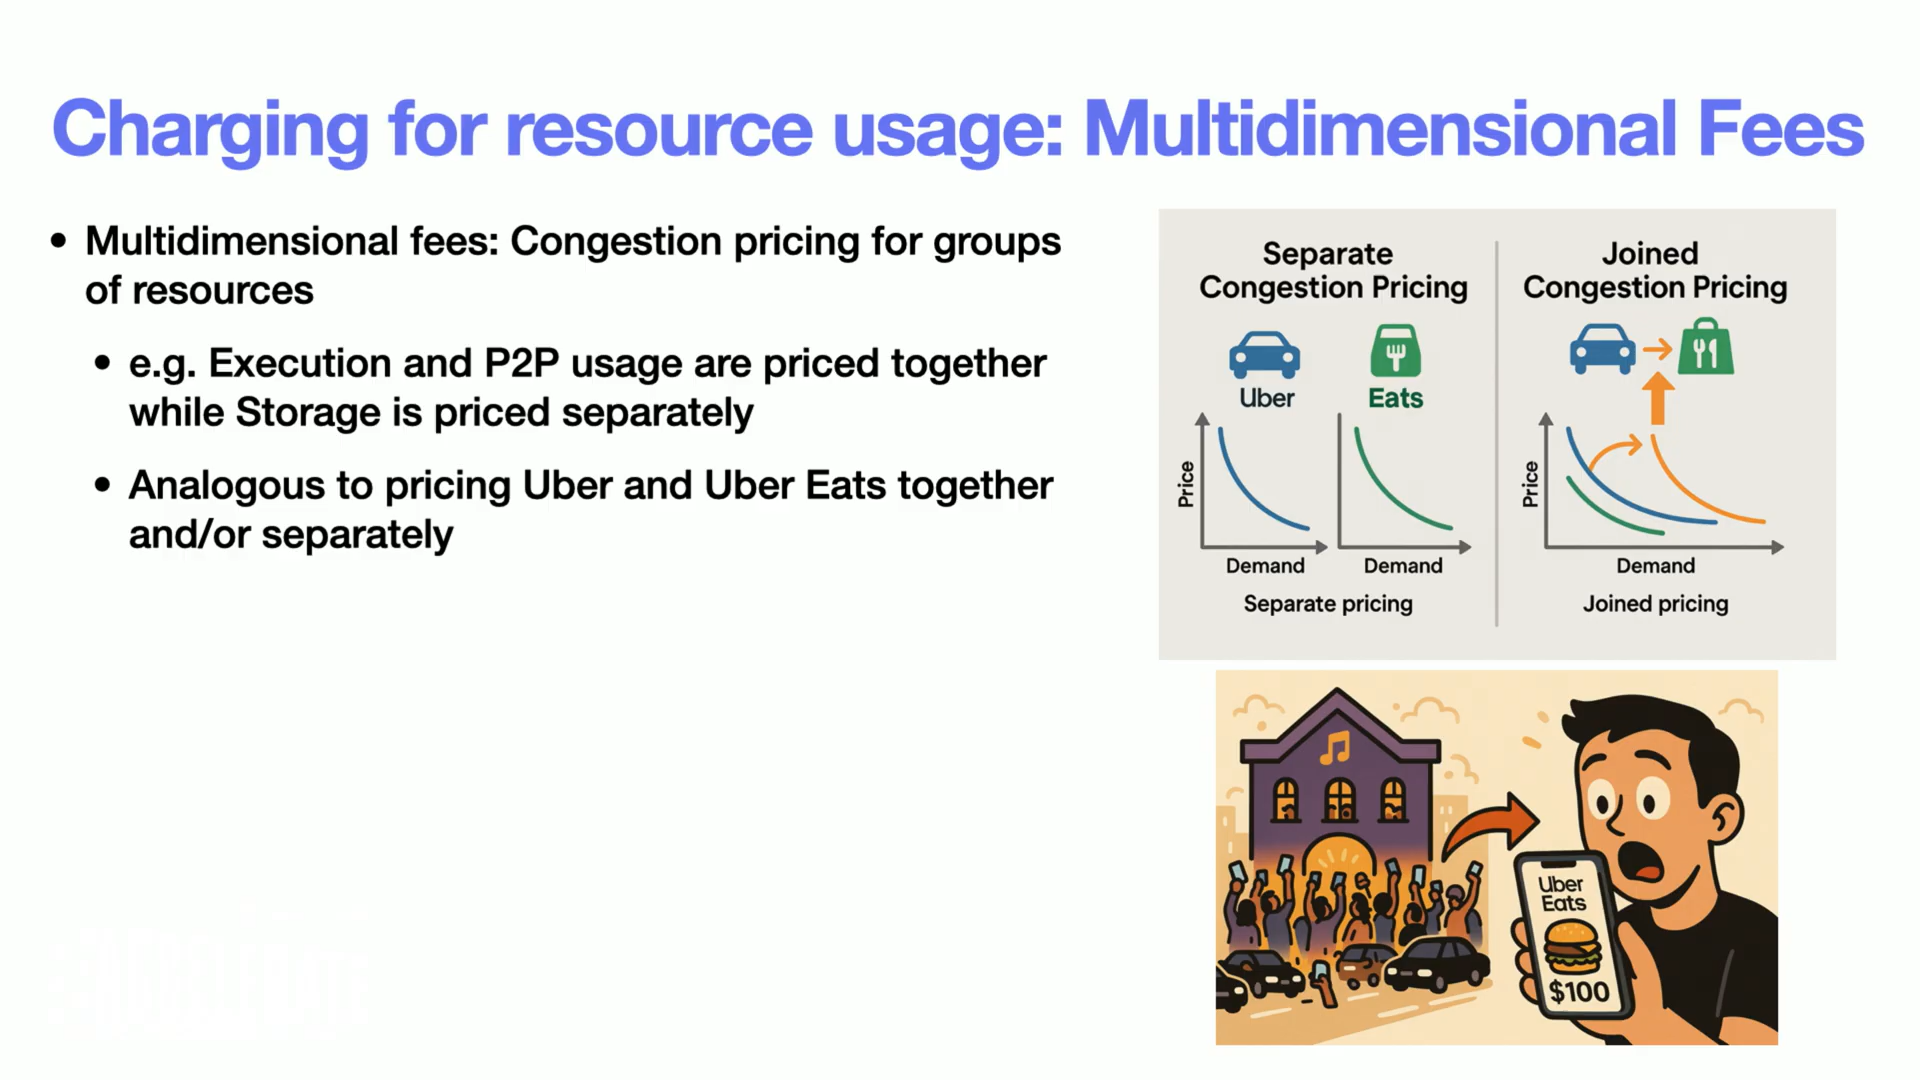 Charging for resource usage: Multidimensional Fees
• Multidimensional fees: Congestion pricing for groups
of resources
• e.g. Execution and P2P usage are priced together
while Storage is priced separately
• Analogous to pricing Uber and Uber Eats together
and/or separately
Separate
Congestion Pricing
Uber
Eats
Price
Demand
Demand
Separate pricing
Joined
Congestion Pricing
Price
Demand
Joined pricing
Uber
Eats
$100